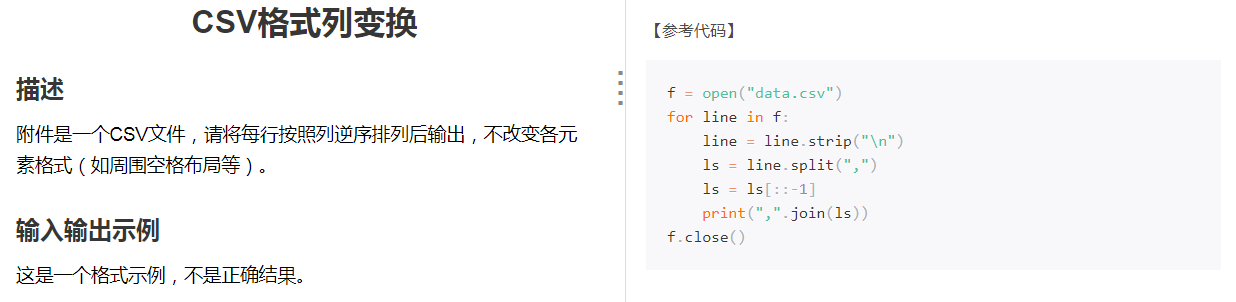 CSV格式列变换
描述
附件是一个CSV文件，请将每行按照列逆序排列后输出，不改变各元
素格式（如周围空格布局等）。
输入输出示例
这是一个格式示例，不是正确结果。
【参考代码】
f = open("data.csv")
for line in f:
    line = line.strip("\n")
    ls = line.split(",")
    ls = ls[::-1]
    print(",".join(ls))
f.close()